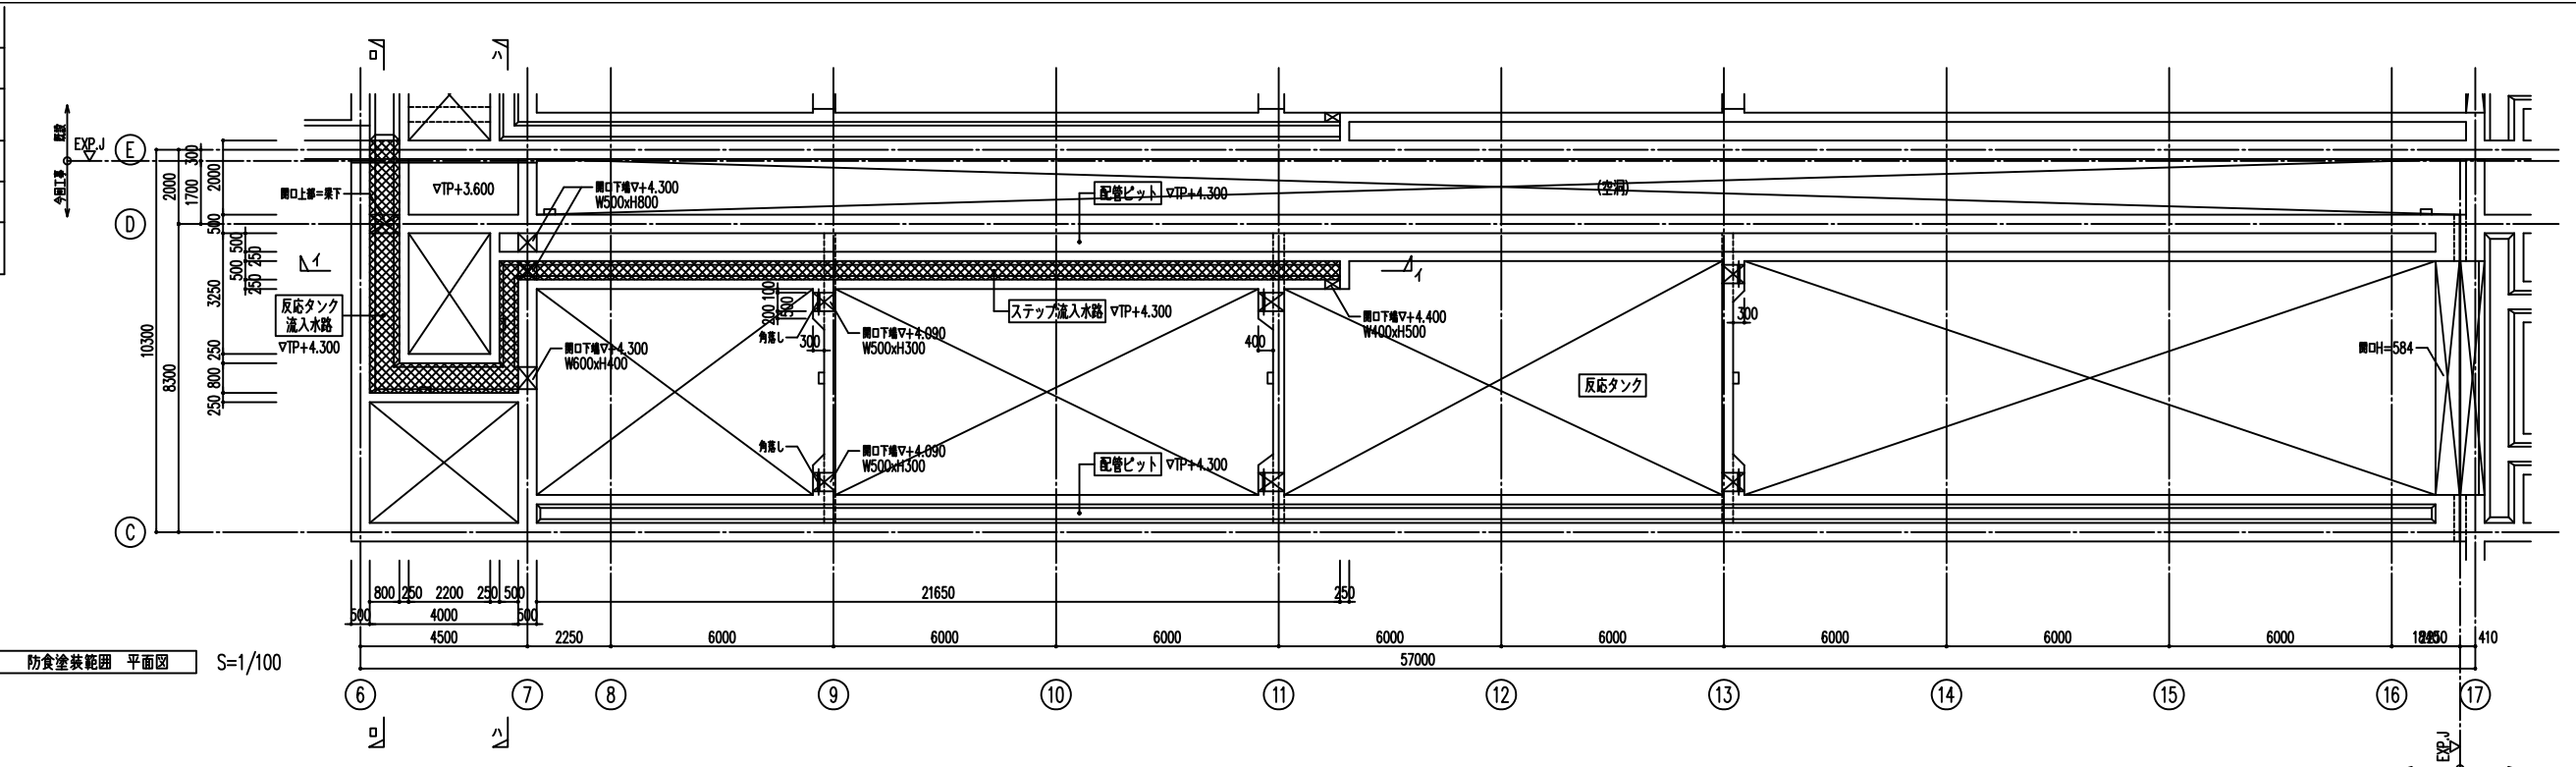 ロ
ハ
既設
EXP.J
今回工事
E
D
C
10300
2000
8300
1700
300
2000
500
3250
250
800
250
500
500
250
250
開口上部=梁下
▽TP+3.600
開口下端▽+4.300
W500xH800
配管ピット ▽TP+4.300
(空洞)
イ
イ
反応タンク
流入水路
▽TP+4.300
200
100
500
ステップ流入水路 ▽TP+4.300
角落し
300
開口下端▽+4.090
W500xH300
400
開口下端▽+4.400
W400xH500
300
開口下端▽+4.300
W600xH400
反応タンク
開口H=584
角落し
開口下端▽+4.090
W500xH300
配管ピット ▽TP+4.300
800
250
2200
250
500
21650
250
500
4000
500
4500
2250
6000
6000
6000
6000
6000
6000
6000
6000
410
57000
防食塗装範囲 平面図
S=1/100
6
7
8
9
10
11
12
13
14
15
16
17
ロ
ハ
EXP.J